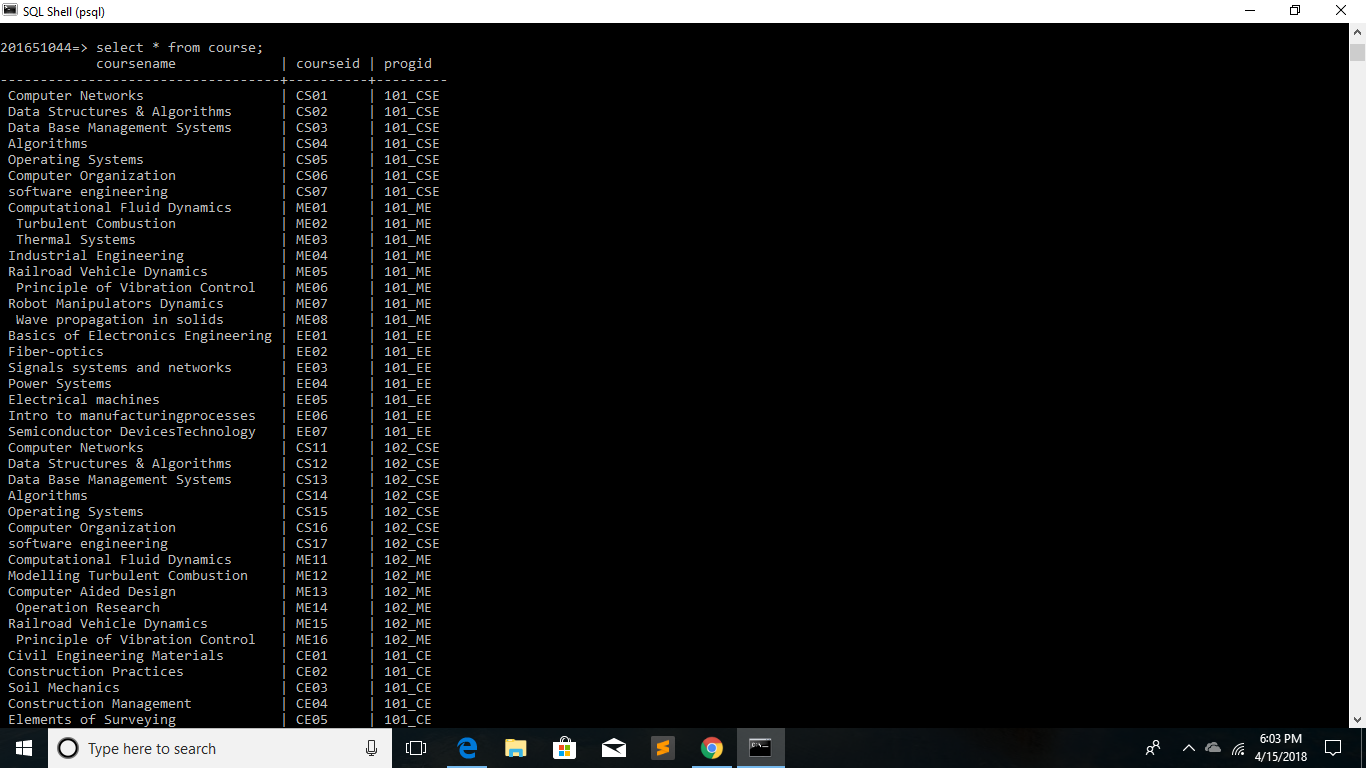 SQL Shell (psql)
201651044=> select * from course;
           coursename             | courseid | progid
----------------------------------+----------+---------
Computer Networks | CS01 | 101_CSE
Data Structures & Algorithms | CS02 | 101_CSE
Data Base Management Systems | CS03 | 101_CSE
Algorithms | CS04 | 101_CSE
Operating Systems | CS05 | 101_CSE
Computer Organization | CS06 | 101_CSE
software engineering | CS07 | 101_CSE
Computational Fluid Dynamics | ME01 | 101_ME
Turbulent Combustion | ME02 | 101_ME
Thermal Systems | ME03 | 101_ME
Industrial Engineering | ME04 | 101_ME
Railroad Vehicle Dynamics | ME05 | 101_ME
Principle of Vibration Control | ME06 | 101_ME
Robot Manipulators Dynamics | ME07 | 101_ME
Wave propagation in solids | ME08 | 101_ME
Basics of Electronics Engineering | EE01 | 101_EE
Fiber-optics | EE02 | 101_EE
Signals systems and networks | EE03 | 101_EE
Power Systems | EE04 | 101_EE
Electrical machines | EE05 | 101_EE
Intro to manufacturingprocesses | EE06 | 101_EE
Semiconductor DevicesTechnology | EE07 | 101_EE
Computer Networks | CS11 | 102_CSE
Data Structures & Algorithms | CS12 | 102_CSE
Data Base Management Systems | CS13 | 102_CSE
Algorithms | CS14 | 102_CSE
Operating Systems | CS15 | 102_CSE
Computer Organization | CS16 | 102_CSE
software engineering | CS17 | 102_CSE
Computational Fluid Dynamics | ME11 | 102_ME
Modelling Turbulent Combustion | ME12 | 102_ME
Computer Aided Design | ME13 | 102_ME
Operation Research | ME14 | 102_ME
Railroad Vehicle Dynamics | ME15 | 102_ME
Principle of Vibration Control | ME16 | 102_ME
Civil Engineering Materials | CE01 | 101_CE
Construction Practices | CE02 | 101_CE
Soil Mechanics | CE03 | 101_CE
Construction Management | CE04 | 101_CE
Elements of Surveying | CE05 | 101_CE
Type here to search
6:03 PM
4/15/2018